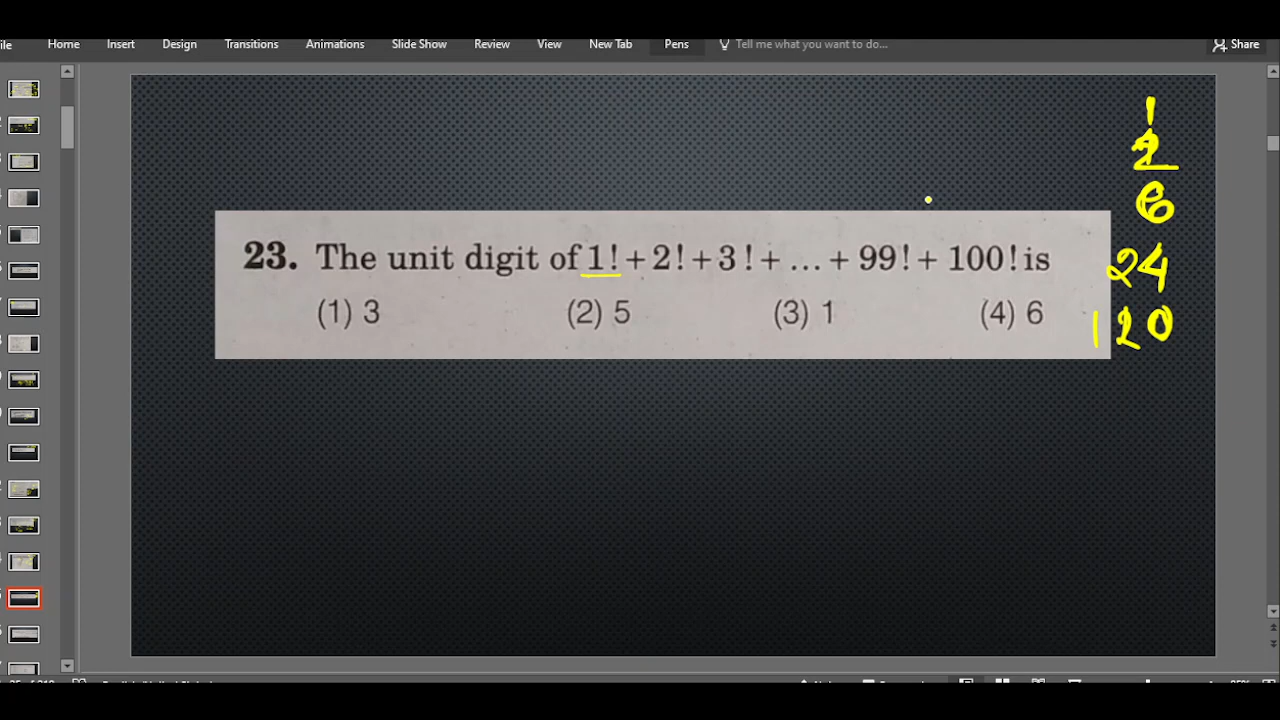 File Home Insert Design Transitions Animations Slide Show Review View New Tab Pens Tell me what you want to do... Share
1
2
6
23. The unit digit of 1! + 2! + 3! + ... + 99! + 100! is
24
(1) 3 (2) 5 (3) 1 (4) 6
120